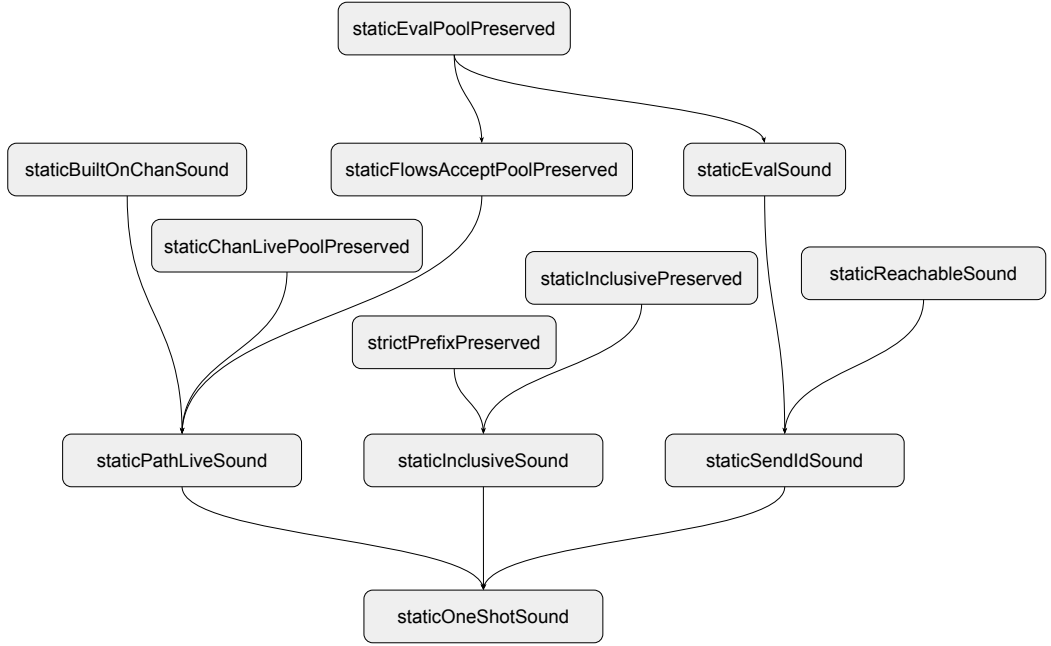 staticEvalPoolPreserved
staticBuiltOnChanSound
staticFlowsAcceptPoolPreserved
staticEvalSound
staticChanLivePoolPreserved
staticInclusivePreserved
staticReachableSound
strictPrefixPreserved
staticPathLiveSound
staticInclusiveSound
staticSendIdSound
staticOneShotSound